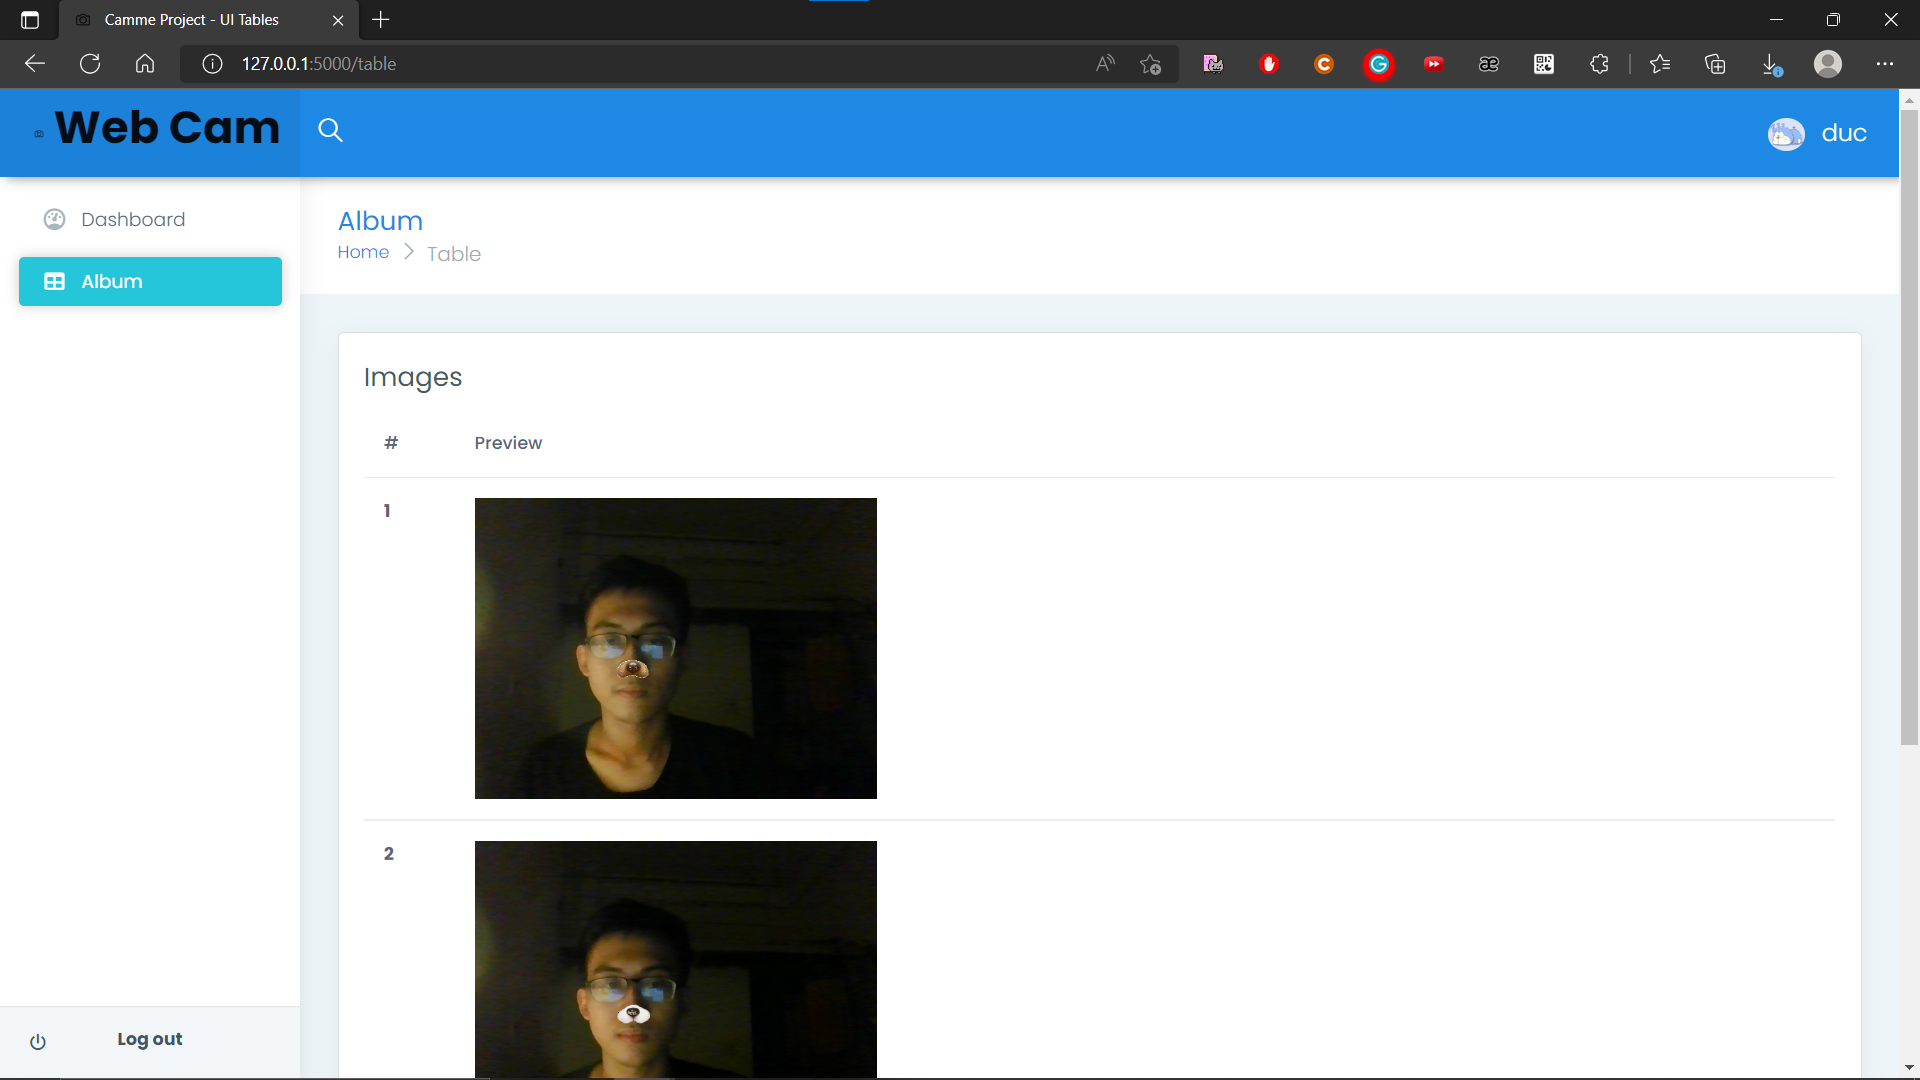 Camme Project - UI Tables
127.0.0.1:5000/table
Web Cam
duc
Dashboard
Album
Album
Home > Table
Images
# Preview
1
2
Log out